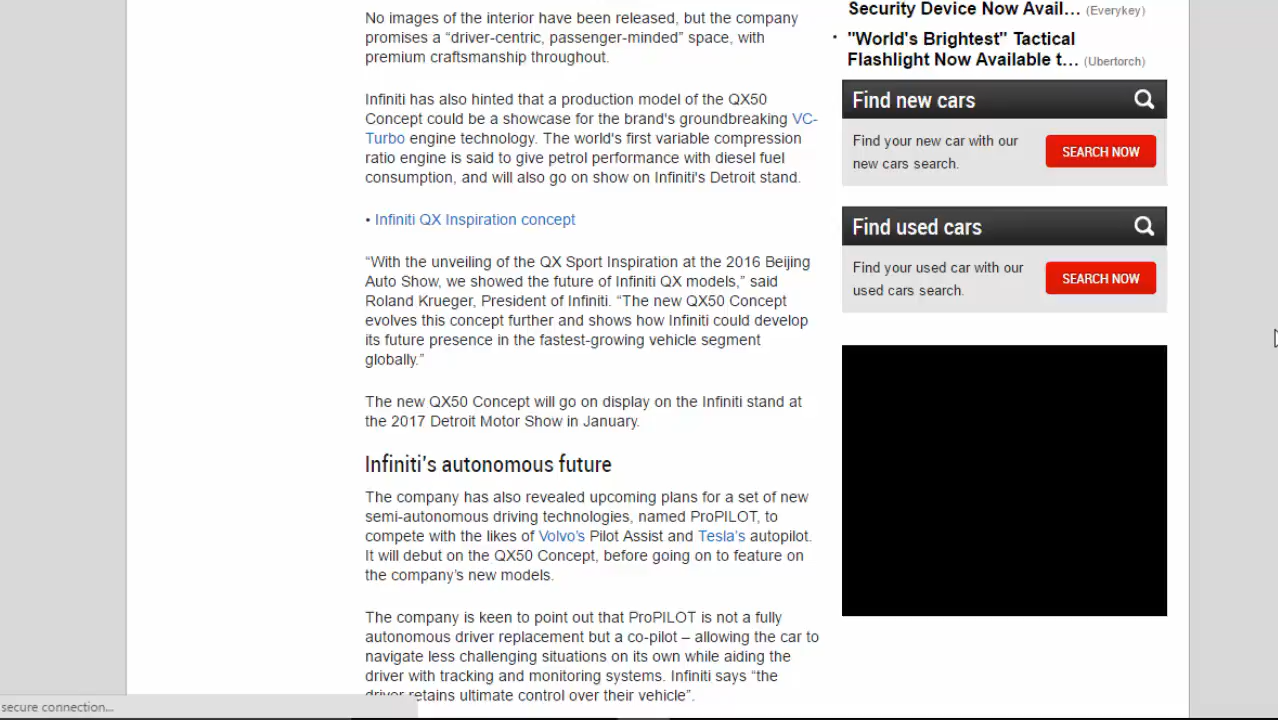 No images of the interior have been released, but the company
promises a “driver-centric, passenger-minded” space, with
premium craftsmanship throughout.
Infiniti has also hinted that a production model of the QX50
Concept could be a showcase for the brand's groundbreaking VC-
Turbo engine technology. The world's first variable compression
ratio engine is said to give petrol performance with diesel fuel
consumption, and will also go on show on Infiniti's Detroit stand.
• Infiniti QX Inspiration concept
“With the unveiling of the QX Sport Inspiration at the 2016 Beijing
Auto Show, we showed the future of Infiniti QX models,” said
Roland Krueger, President of Infiniti. “The new QX50 Concept
evolves this concept further and shows how Infiniti could develop
its future presence in the fastest-growing vehicle segment
globally.”
The new QX50 Concept will go on display on the Infiniti stand at
the 2017 Detroit Motor Show in January.
Infiniti’s autonomous future
The company has also revealed upcoming plans for a set of new
semi-autonomous driving technologies, named ProPILOT, to
compete with the likes of Volvo’s Pilot Assist and Tesla’s autopilot.
It will debut on the QX50 Concept, before going on to feature on
the company’s new models.
The company is keen to point out that ProPILOT is not a fully
autonomous driver replacement but a co-pilot – allowing the car to
navigate less challenging situations on its own while aiding the
driver with tracking and monitoring systems. Infiniti says “the
driver retains ultimate control over their vehicle”.
Security Device Now Avail... (Everykey)
• "World's Brightest" Tactical
Flashlight Now Available t... (Ubertorch)
Find new cars
Find your new car with our
new cars search.
SEARCH NOW
Find used cars
Find your used car with our
used cars search.
SEARCH NOW
secure connection...